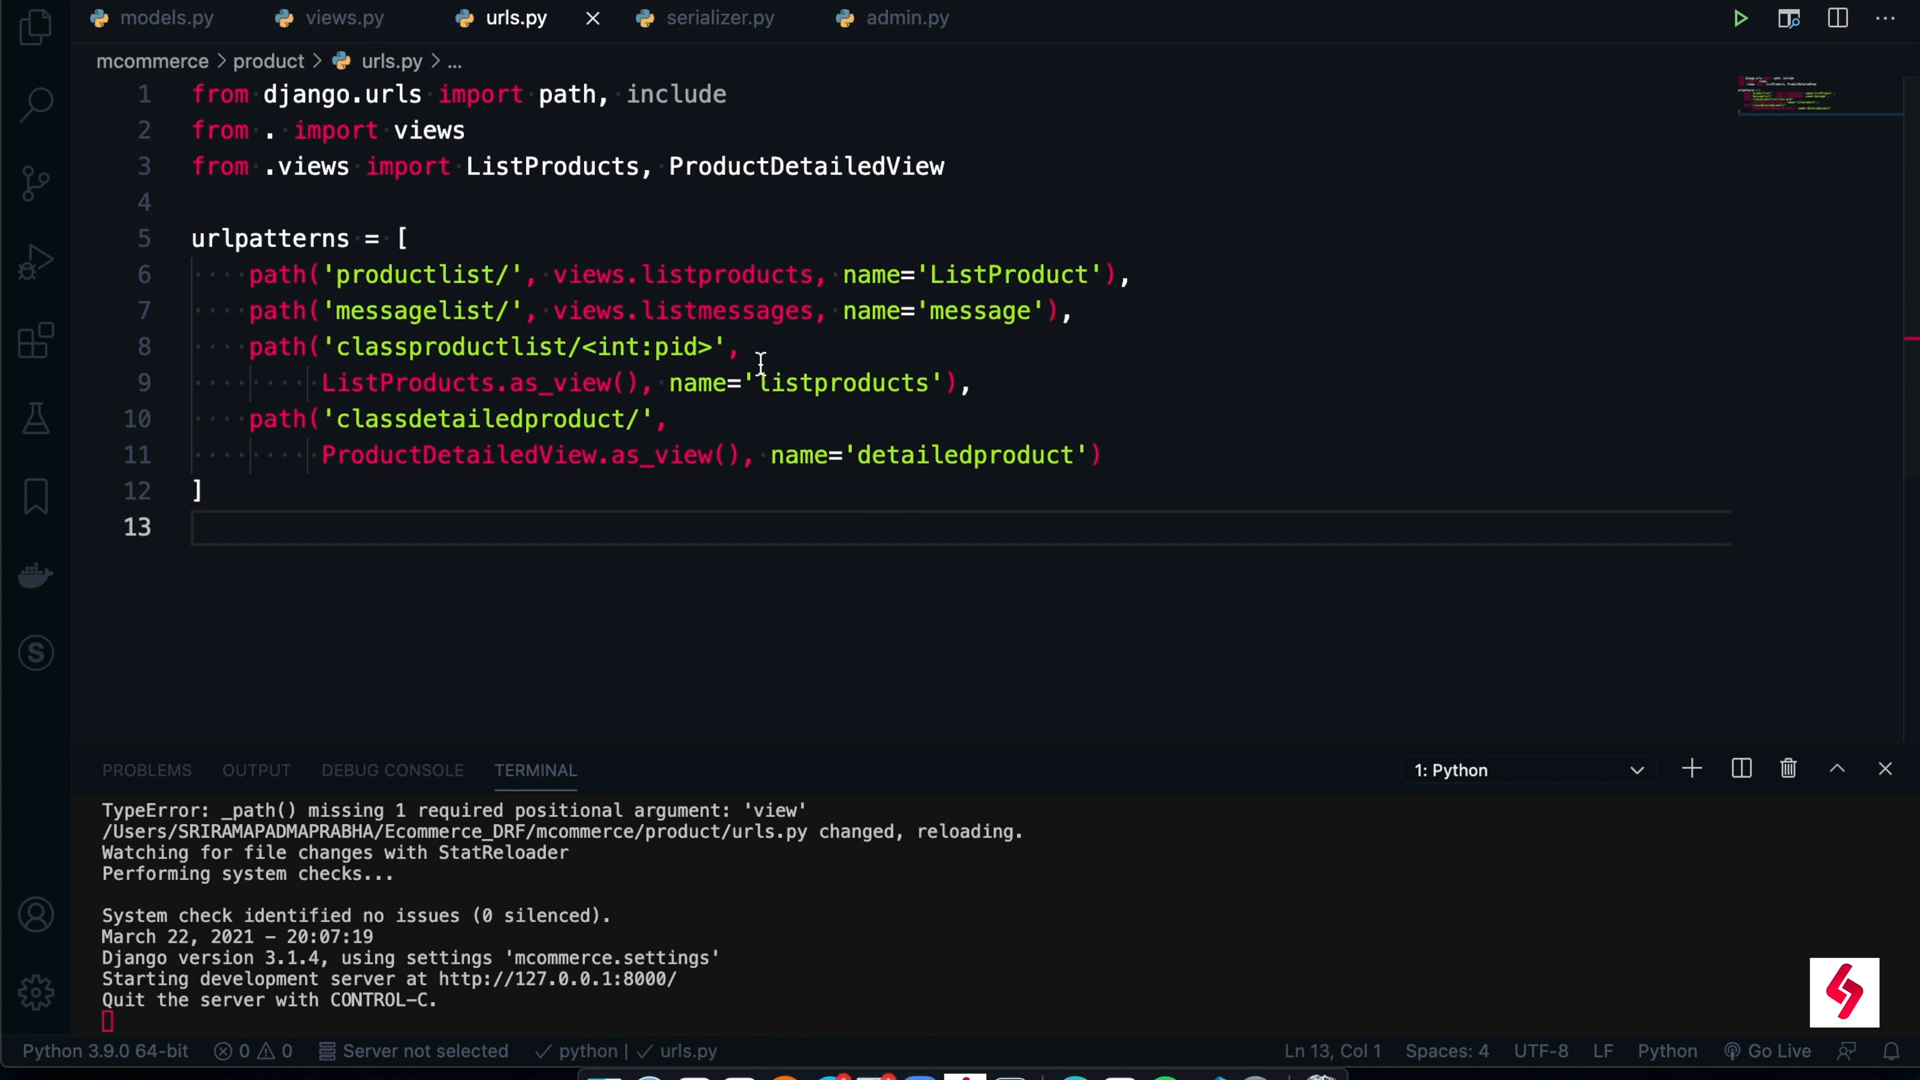 models.py views.py urls.py serializer.py admin.py
mcommerce > product > urls.py > ...
1 from django.urls import path, include
2 from . import views
3 from .views import ListProducts, ProductDetailedView
4
5 urlpatterns = [
6 path('productlist/', views.listproducts, name='ListProduct'),
7 path('messagelist/', views.listmessages, name='message'),
8 path('classproductlist/<int:pid>',
9 ListProducts.as_view(), name='listproducts'),
10 path('classdetailedproduct/',
11 ProductDetailedView.as_view(), name='detailedproduct')
12 ]
13
PROBLEMS OUTPUT DEBUG CONSOLE TERMINAL 1: Python
TypeError: _path() missing 1 required positional argument: 'view'
/Users/SRIRAMAPADMAPRABHA/Ecommerce_DRF/mcommerce/product/urls.py changed, reloading.
Watching for file changes with StatReloader
Performing system checks...
System check identified no issues (0 silenced).
March 22, 2021 - 20:07:19
Django version 3.1.4, using settings 'mcommerce.settings'
Starting development server at http://127.0.0.1:8000/
Quit the server with CONTROL-C.
Python 3.9.0 64-bit 0 0 Server not selected python | urls.py Ln 13, Col 1 Spaces: 4 UTF-8 LF Python Go Live